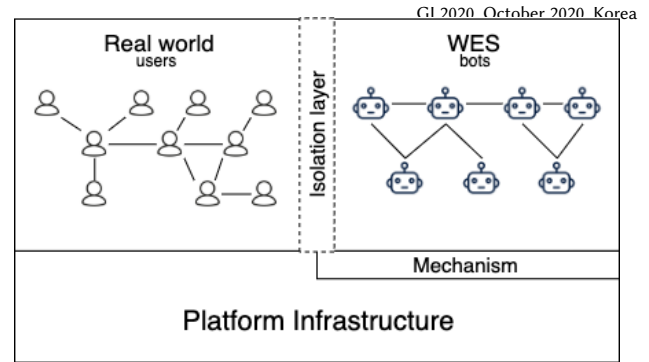 GI 2020, October 2020, Korea
Real world
users
Isolation layer
WES
bots
Mechanism
Platform Infrastructure